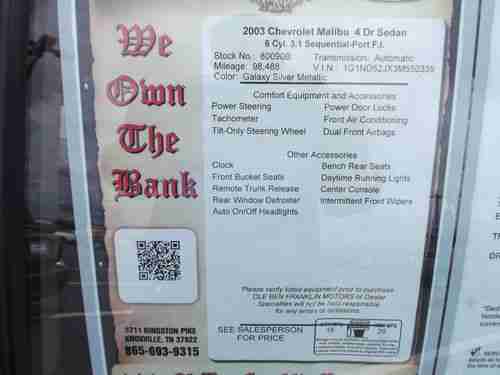 We
Own
The
Bank
3711 KINGSTON PIKE
KNOXVILLE, TN 37922
865-693-9315
2003 Chevrolet Malibu 4 Dr Sedan
6 Cyl. 3.1 Sequential-Port F.I.
Stock No.: 800900 Transmission: Automatic
Mileage: 98,488 V.I.N.: 1G1ND52JX3M552335
Color: Galaxy Silver Metallic
Comfort Equipment and Accessories
Power Steering Power Door Locks
Tachometer Front Air Conditioning
Tilt-Only Steering Wheel Dual Front Airbags
Other Accessories
Clock Bench Rear Seats
Front Bucket Seats Daytime Running Lights
Remote Trunk Release Center Console
Rear Window Defroster Intermittent Front Wipers
Auto On/Off Headlights
Please verify listed equipment prior to purchase
OLE BEN FRANKLIN MOTORS or Dealer
Specialties will not be held responsible
for any errors or omissions.
SEE SALESPERSON
FOR PRICE